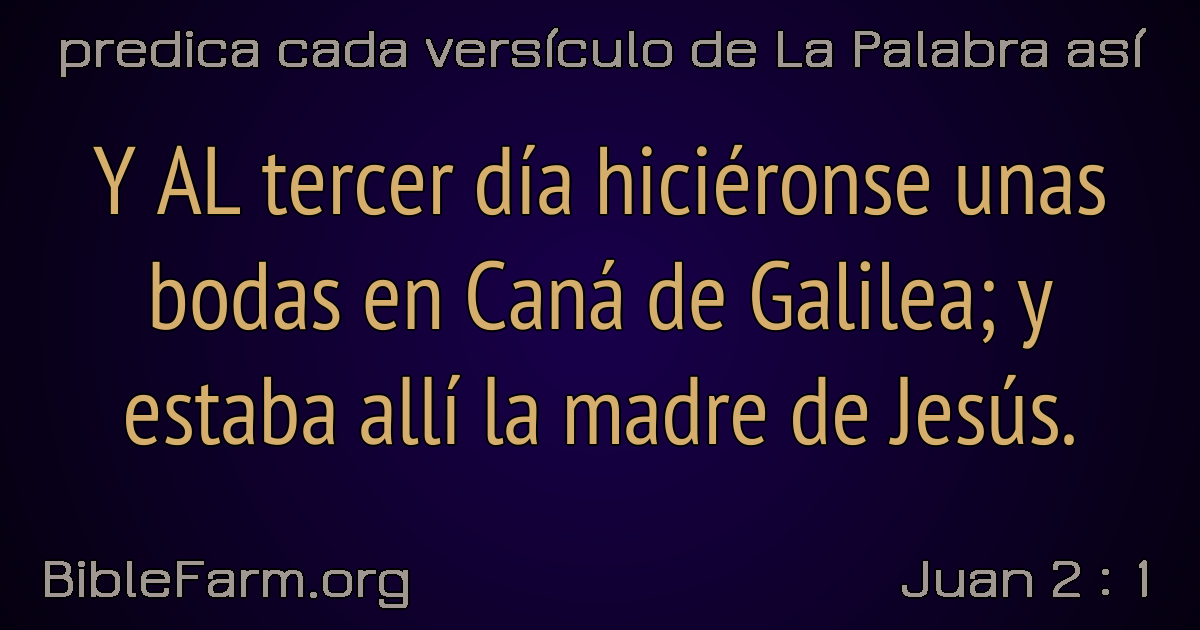 predica cada versículo de La Palabra así
Y AL tercer día hiciéronse unas
bodas en Caná de Galilea; y
estaba allí la madre de Jesús.
BibleFarm.org
Juan 2 : 1